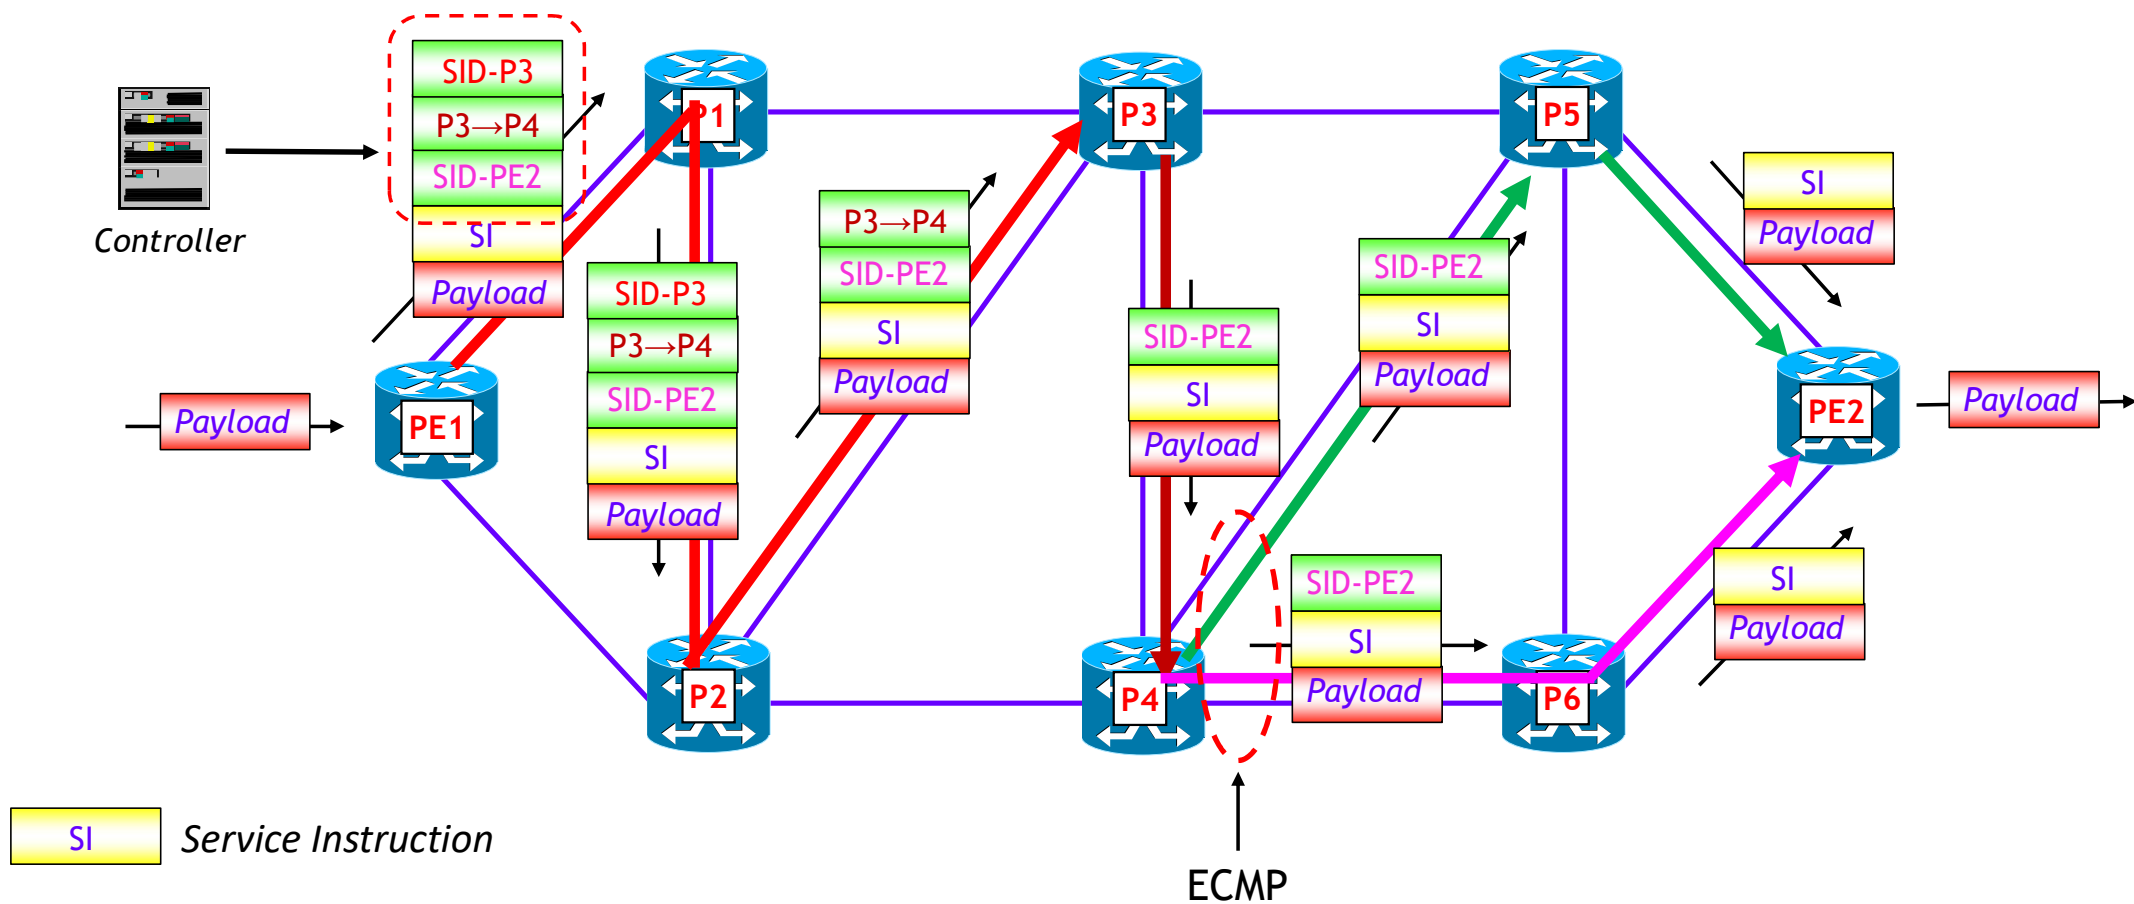 SID-P3
P3→P4
SID-PE2
SI
Payload
Controller
P1
P3
P5
SI
Payload
SID-P3
P3→P4
SID-PE2
SI
Payload
P3→P4
SID-PE2
SI
Payload
SID-PE2
SI
Payload
SID-PE2
SI
Payload
Payload
PE1
PE2
Payload
SID-PE2
SI
Payload
SI
Payload
P2
P4
P6
SI
Service Instruction
ECMP